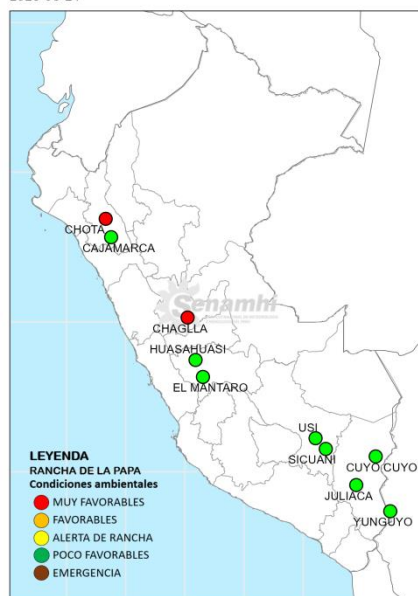 CHOTA
CAJAMARCA
Senamhi
CHAGLLA
HUASAHUASI
EL MANTARO
USI
SICUANI
CUYO CUYO
JULIACA
YUNGUYO
LEYENDA
RANCHA DE LA PAPA
Condiciones ambientales
MUY FAVORABLES
FAVORABLES
ALERTA DE RANCHA
POCO FAVORABLES
EMERGENCIA